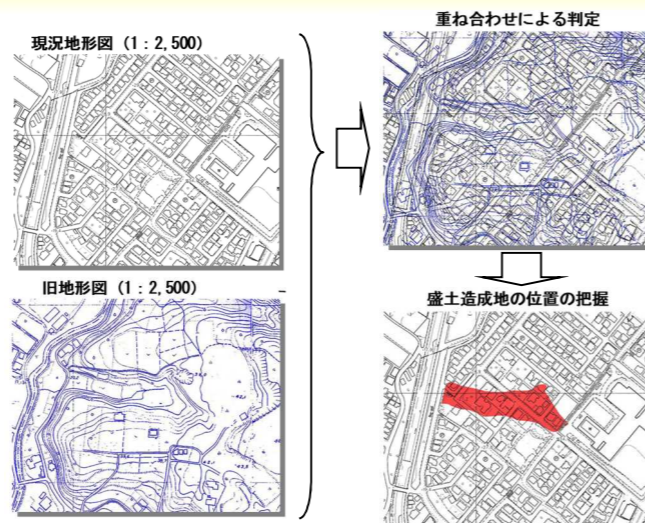 現況地形図（1：2,500）
旧地形図（1：2,500）
重ね合わせによる判定
盛土造成地の位置の把握